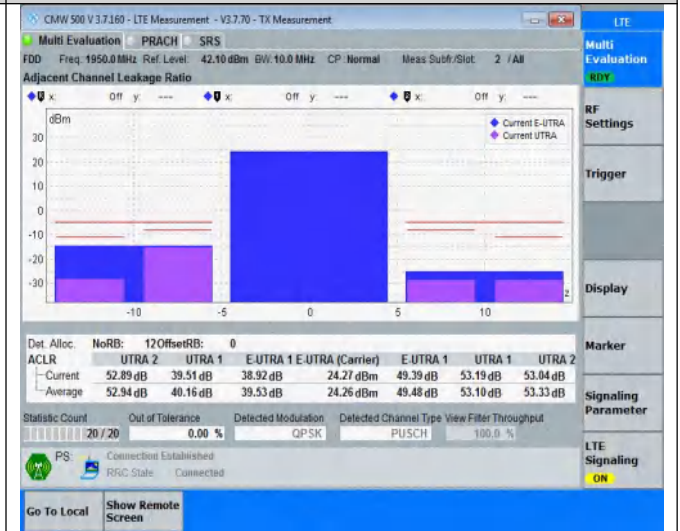 CMW 500 V 3.7.160 - LTE Measurement - V3.7.70 - TX Measurement
LTE
Multi Evaluation PRACH SRS
Multi Evaluation
RDY
FDD Freq: 1950.0 MHz Ref. Level: 42.10 dBm BW: 10.0 MHz CP: Normal Meas Subfr./Slot: 2 / All
Adjacent Channel Leakage Ratio
x: Off y: --- x: Off y: --- x: Off y: ---
dBm
Current E-UTRA
Current UTRA
30
20
10
0
-10
-20
-30
-10 -5 0 5 10
RF Settings
Trigger
Display
Marker
Signaling Parameter
LTE Signaling
ON
Det. Alloc. NoRB: 12 OffsetRB: 0
ACLR UTRA 2 UTRA 1 E-UTRA 1 E-UTRA (Carrier) E-UTRA 1 UTRA 1 UTRA 2
Current 52.89 dB 39.51 dB 38.92 dB 24.27 dBm 49.39 dB 53.19 dB 53.04 dB
Average 52.94 dB 40.16 dB 39.53 dB 24.26 dBm 49.48 dB 53.10 dB 53.33 dB
Statistic Count Out of Tolerance Detected Modulation Detected Channel Type View Filter Throughput
20 / 20 0.00 % QPSK PUSCH 100.0 %
PS: Connection Established
RRC State: Connected
Go To Local Show Remote Screen